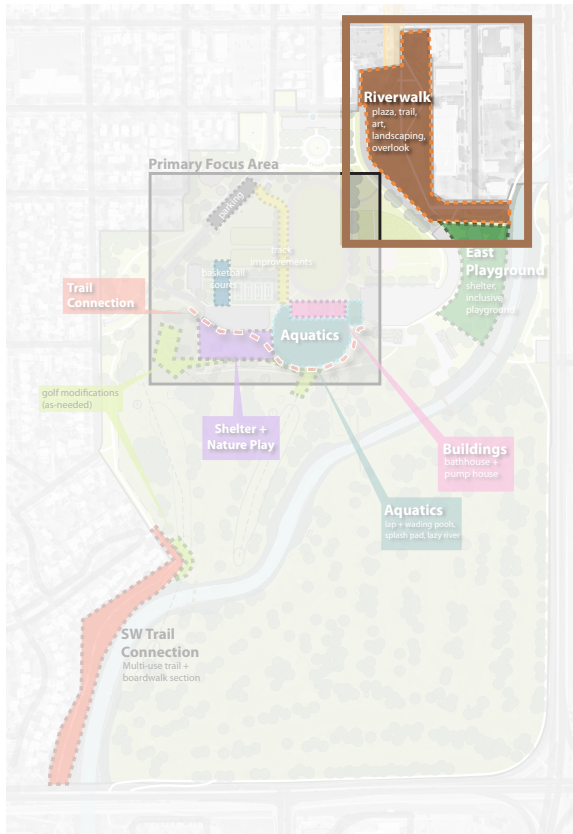 Riverwalk
plaza, trail,
art,
landscaping,
overlook
Primary Focus Area
parking
track
improvements
basketball
court
East
Playground
shelter,
inclusive
playground
Trail
Connection
Aquatics
golf modifications
(as-needed)
Shelter +
Nature Play
Buildings
bathhouse +
pump house
Aquatics
lap + wading pooh,
splash pad, lazy river
SW Trail
Connection
Multi-use trail +
boardwalk section